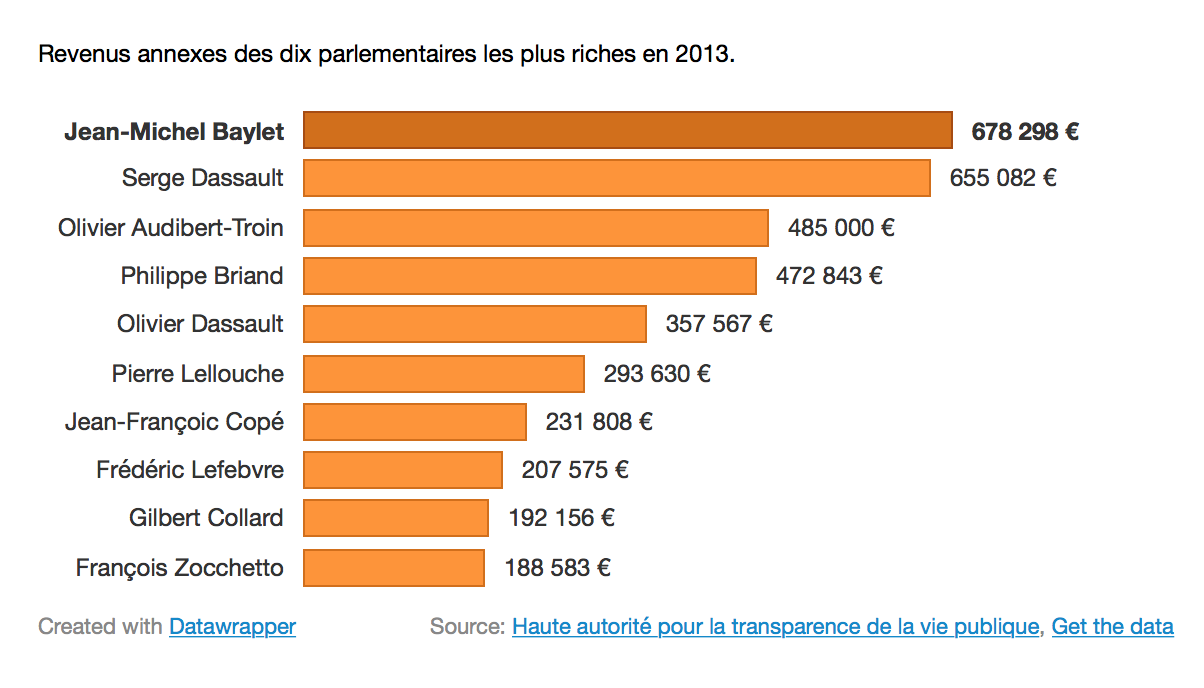 Revenus annexes des dix parlementaires les plus riches en 2013.
Jean-Michel Baylet 678 298 €
Serge Dassault 655 082 €
Olivier Audibert-Troin 485 000 €
Philippe Briand 472 843 €
Olivier Dassault 357 567 €
Pierre Lellouche 293 630 €
Jean-Françoic Copé 231 808 €
Frédéric Lefebvre 207 575 €
Gilbert Collard 192 156 €
François Zocchetto 188 583 €
Created with Datawrapper Source: Haute autorité pour la transparence de la vie publique, Get the data